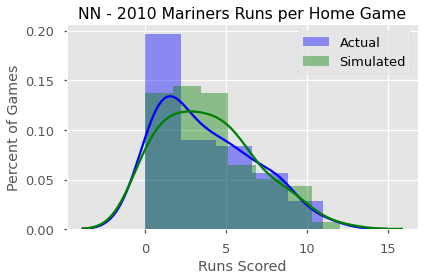 NN - 2010 Mariners Runs per Home Game
Percent of Games
0.20
0.15
0.10
0.05
0.00
Actual
Simulated
0
5
10
15
Runs Scored